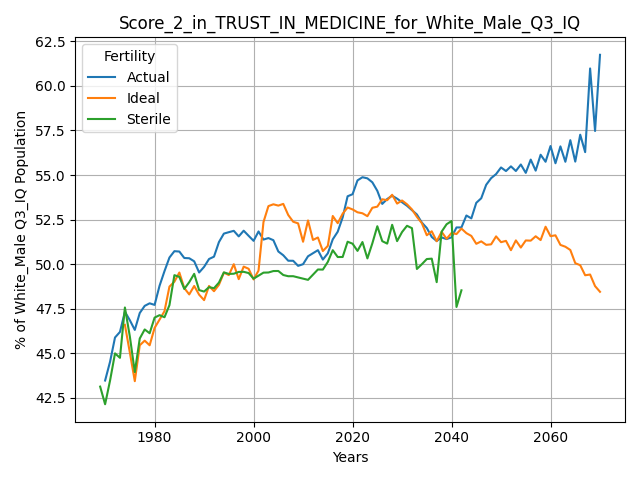 Score_2_in_TRUST_IN_MEDICINE_for_White_Male_Q3_IQ
Fertility
Actual
Ideal
Sterile
% of White_Male Q3_IQ Population
62.5
60.0
57.5
55.0
52.5
50.0
47.5
45.0
42.5
1980
2000
2020
2040
2060
Years